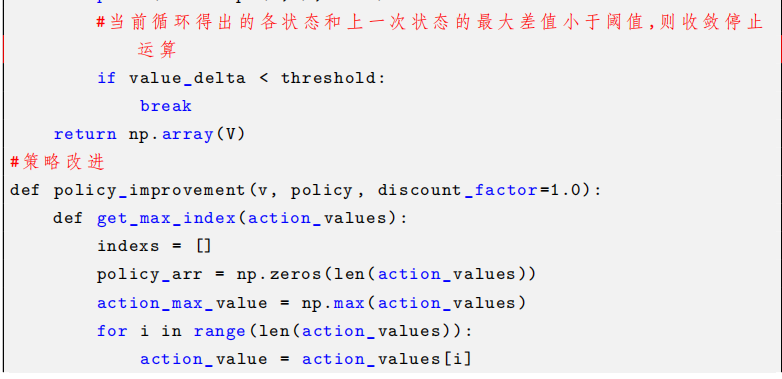 #当前循环得出的各状态和上一次状态的最大差值小于阈值,则收敛停止
运算
if value_delta < threshold:
break
return np.array(V)
#策略改进
def policy_improvement(v, policy, discount_factor=1.0):
def get_max_index(action_values):
indexs = []
policy_arr = np.zeros(len(action_values))
action_max_value = np.max(action_values)
for i in range(len(action_values)):
action_value = action_values[i]